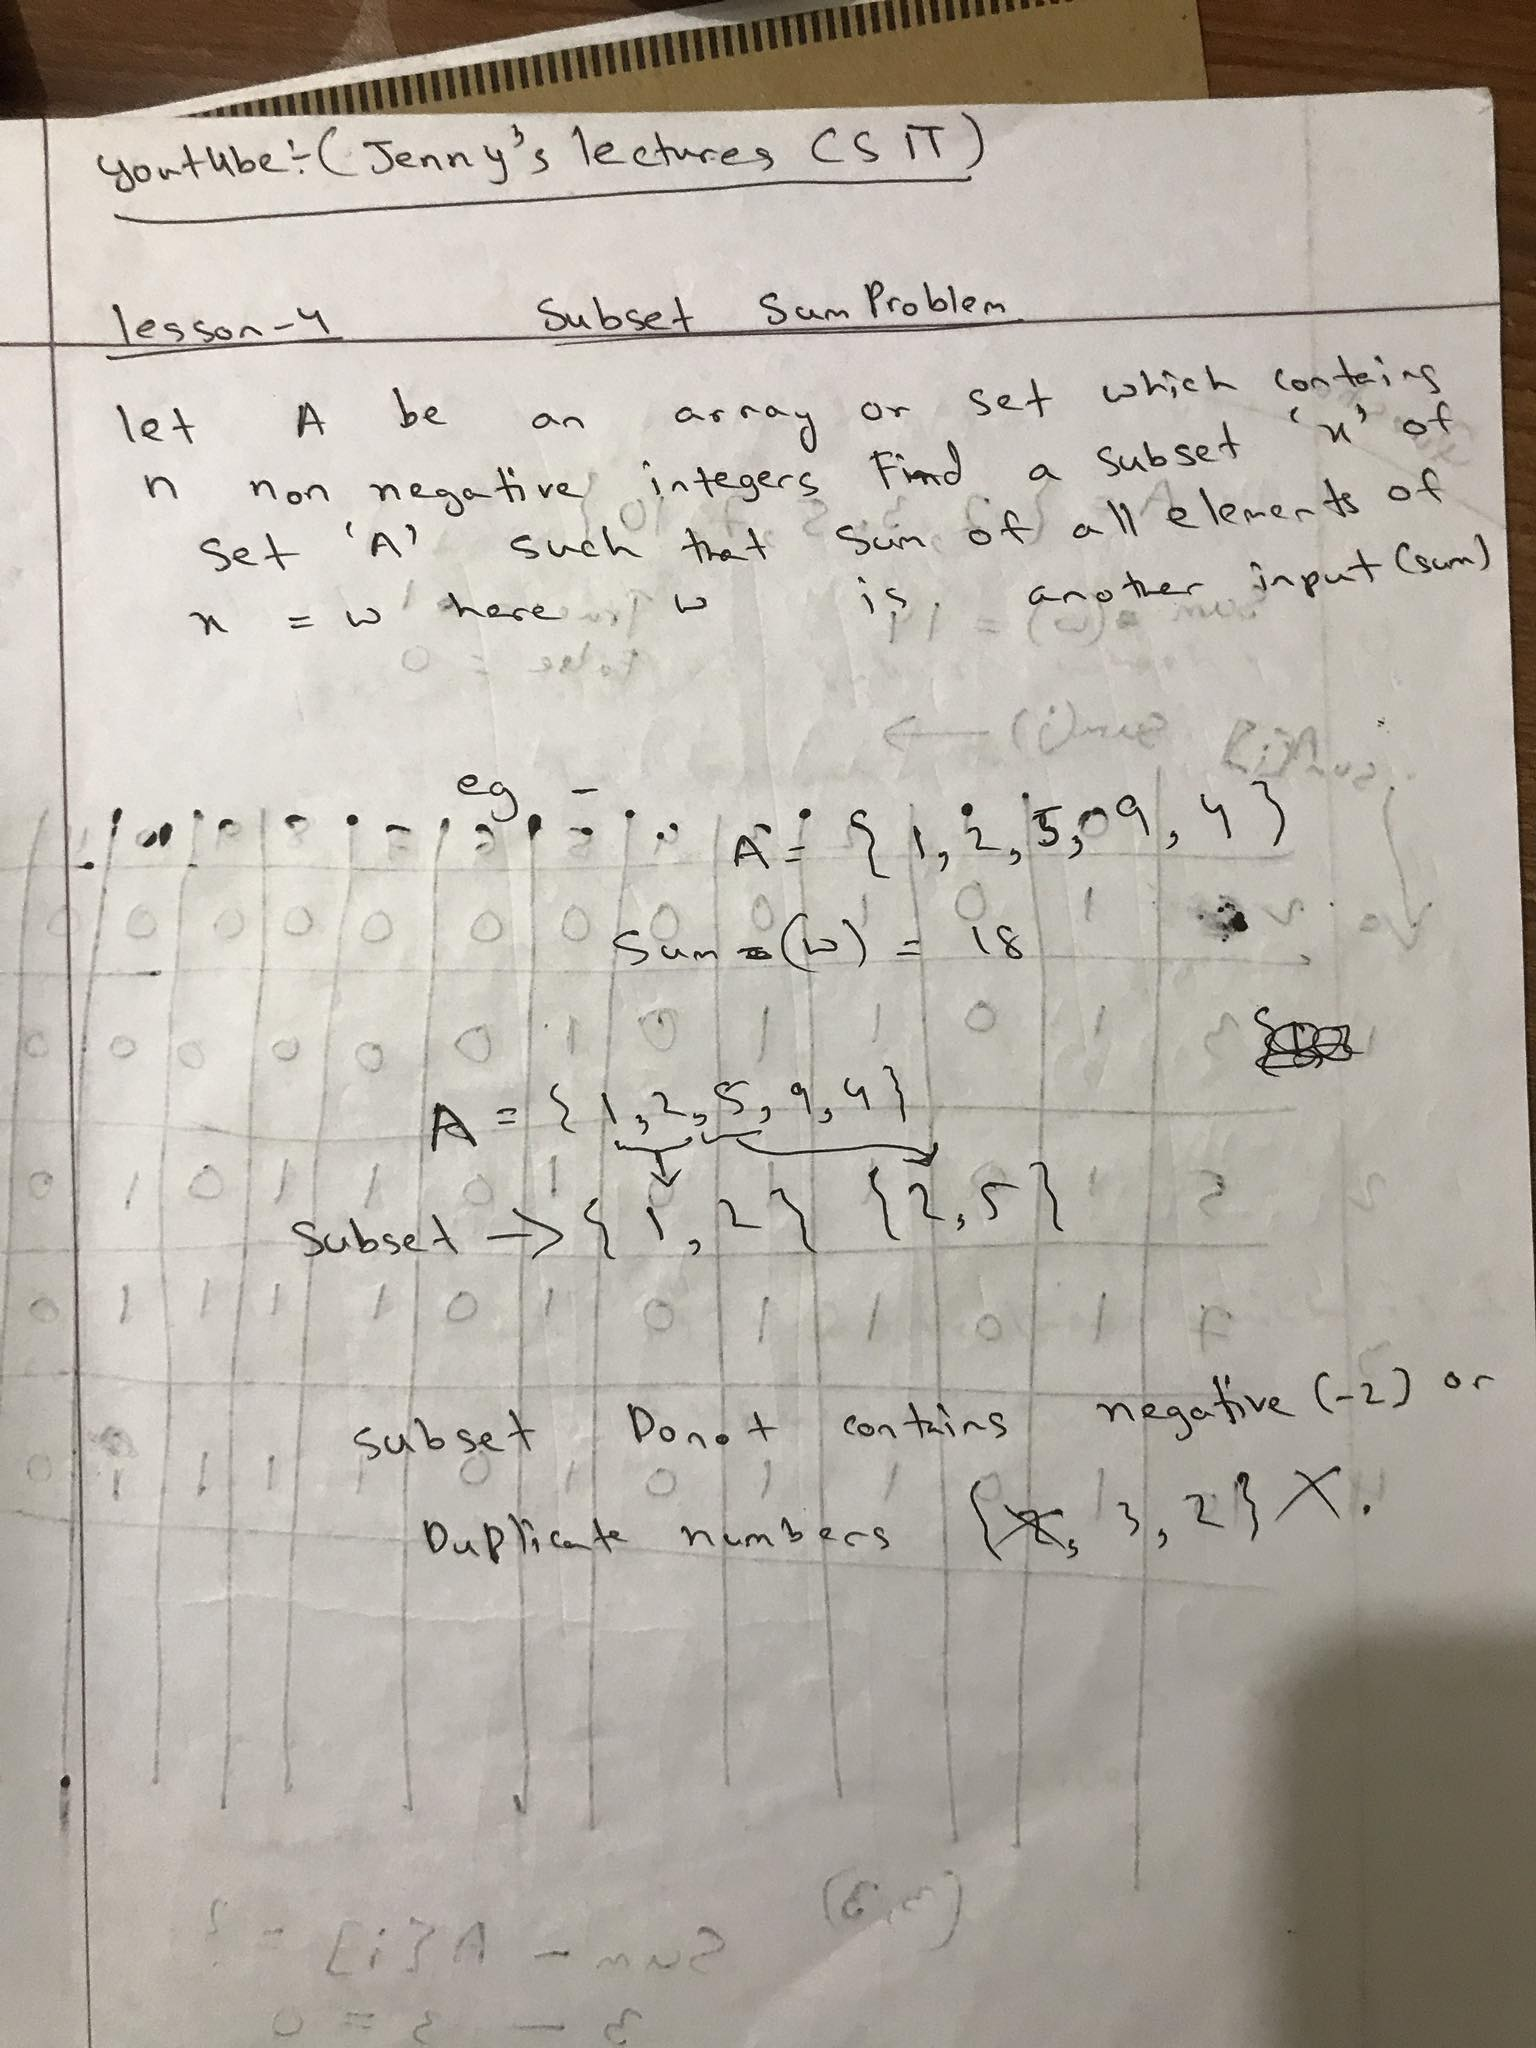 Youtube:-(Jenny's lectures CS IT)
lesson-4 Subset Sum Problem
let A be an array or set which contains
n non negative integers Find a subset 'x' of
set 'A' such that sum of all elements of
x = w here w is another input (sum)
eg -
A = {1, 2, 5, 9, 4}
Sum = (w) = 18
A = {1,2,5,9,4}
Subset → {1, 2} {2,5}
subset Donot contains negative (-2) or
Duplicate numbers {2, 3, 2} X.